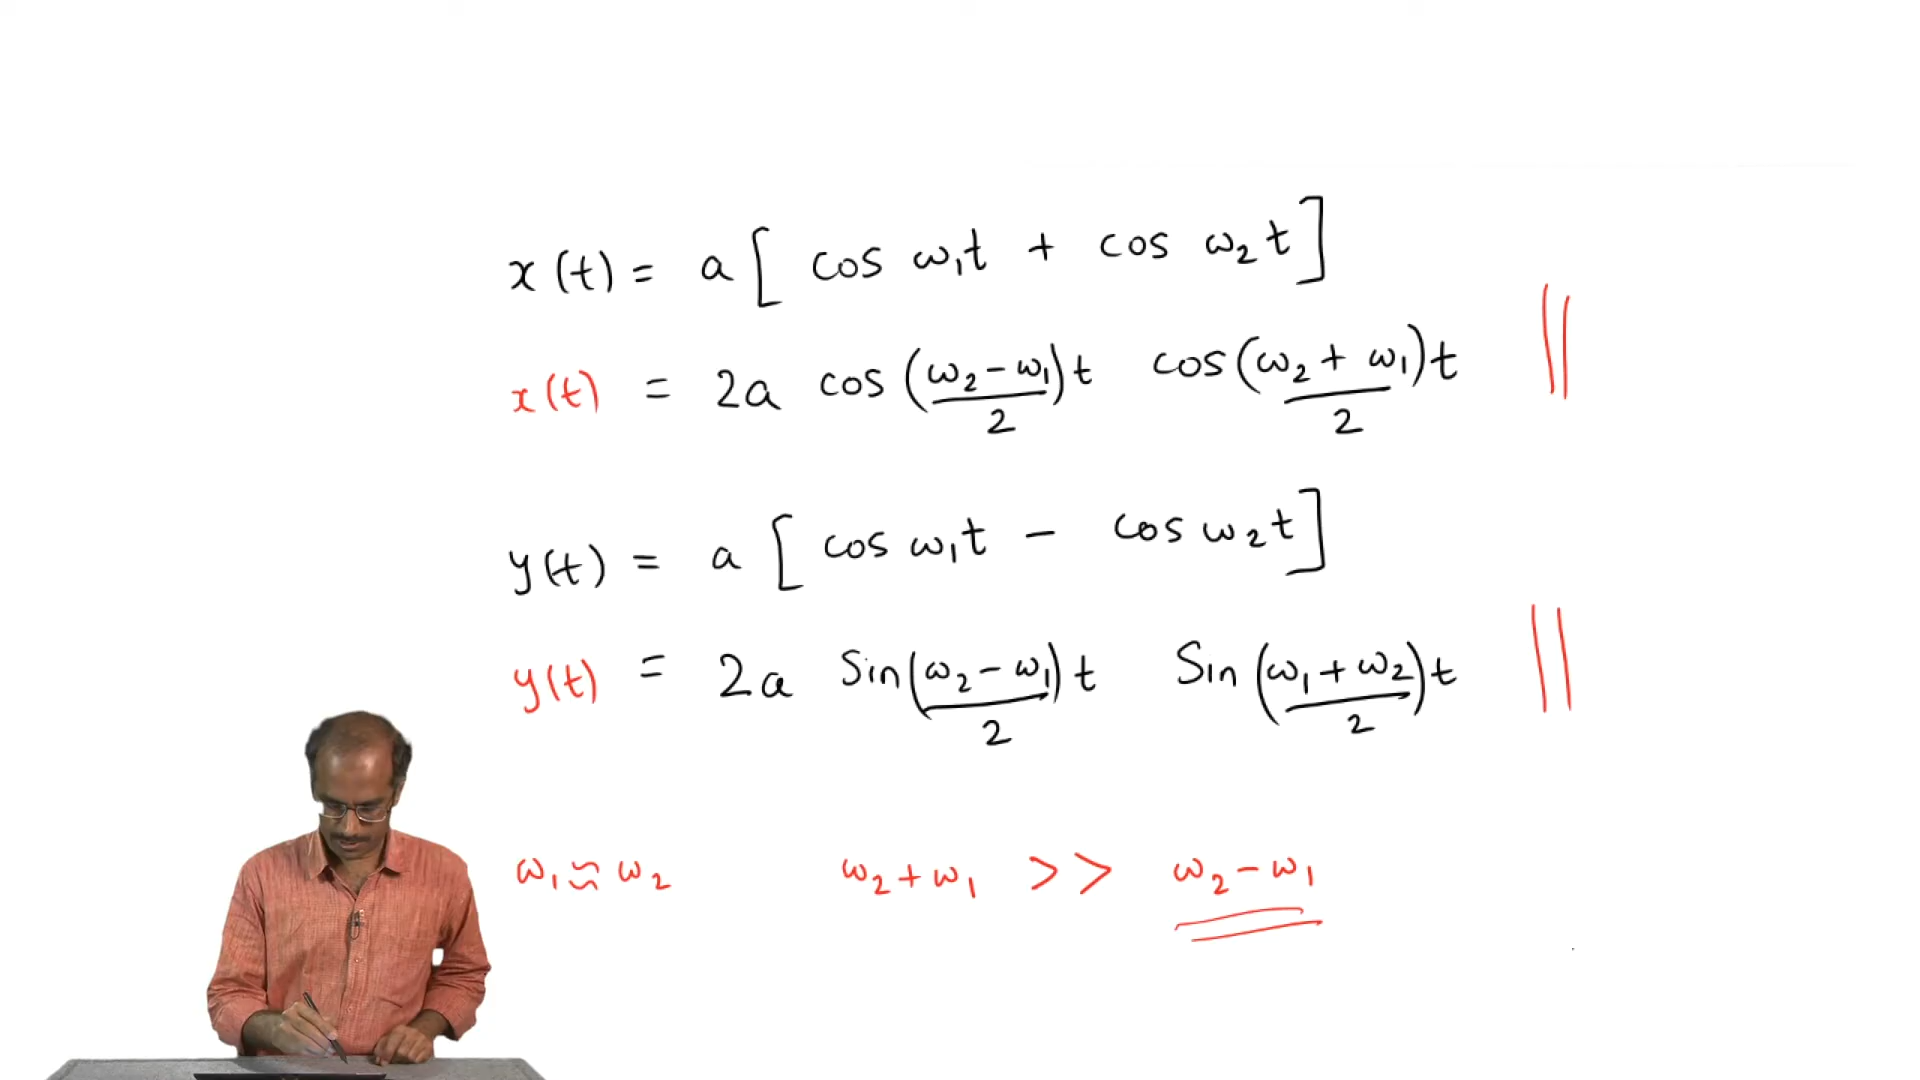 x(t) = a[ cos ω₁t + cos ω₂t]
x(t) = 2a cos (ω₂-ω₁)/2 t cos(ω₂+ω₁)/2 t
y(t) = a [ cos ω₁t - cos ω₂t]
y(t) = 2a Sin(ω₂-ω₁)/2 t Sin (ω₁+ω₂)/2 t
ω₁ ≈ ω₂ ω₂+ω₁ >> ω₂-ω₁